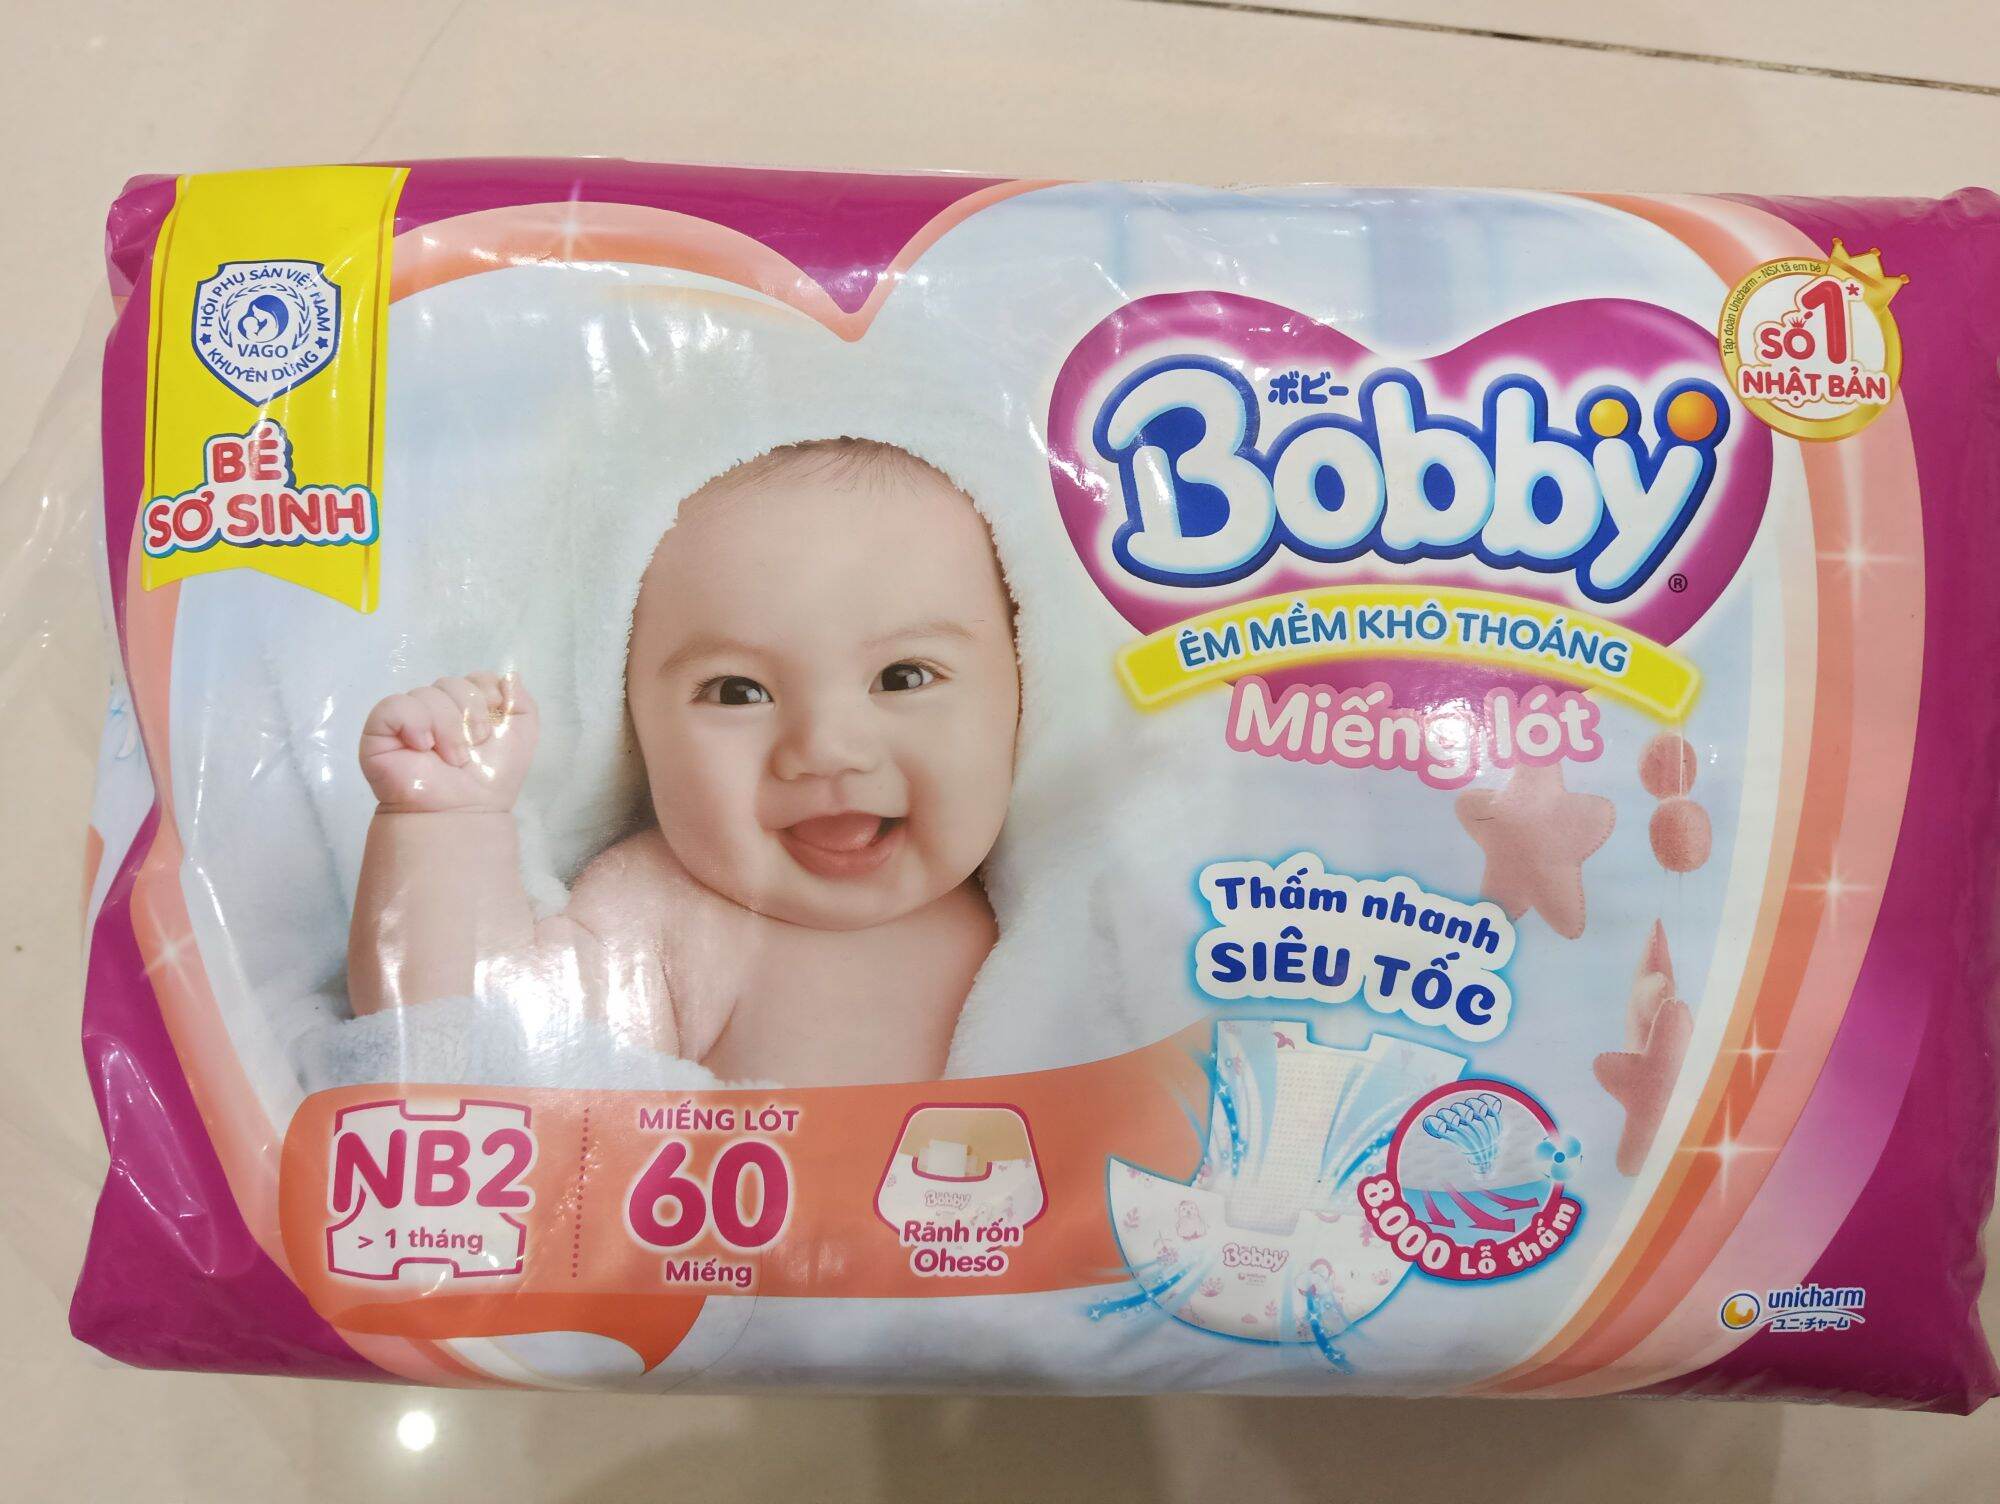 HỘI PHỤ SẢN VIỆT NAM
VAGO
★ KHUYÊN DÙNG ★
BÉ
SƠ SINH
Tập đoàn Unicharm - NSX tã em bé
SỐ 1*
NHẬT BẢN
ボビー
Bobby
®
ÊM MỀM KHÔ THOÁNG
Miếng lót
Thấm nhanh
SIÊU TỐC
NB2
> 1 tháng
MIẾNG LÓT
60
Miếng
Bobby
Rãnh rốn
Oheso
Bobby
8.000 Lỗ thấm
unicharm
ユニ・チャーム